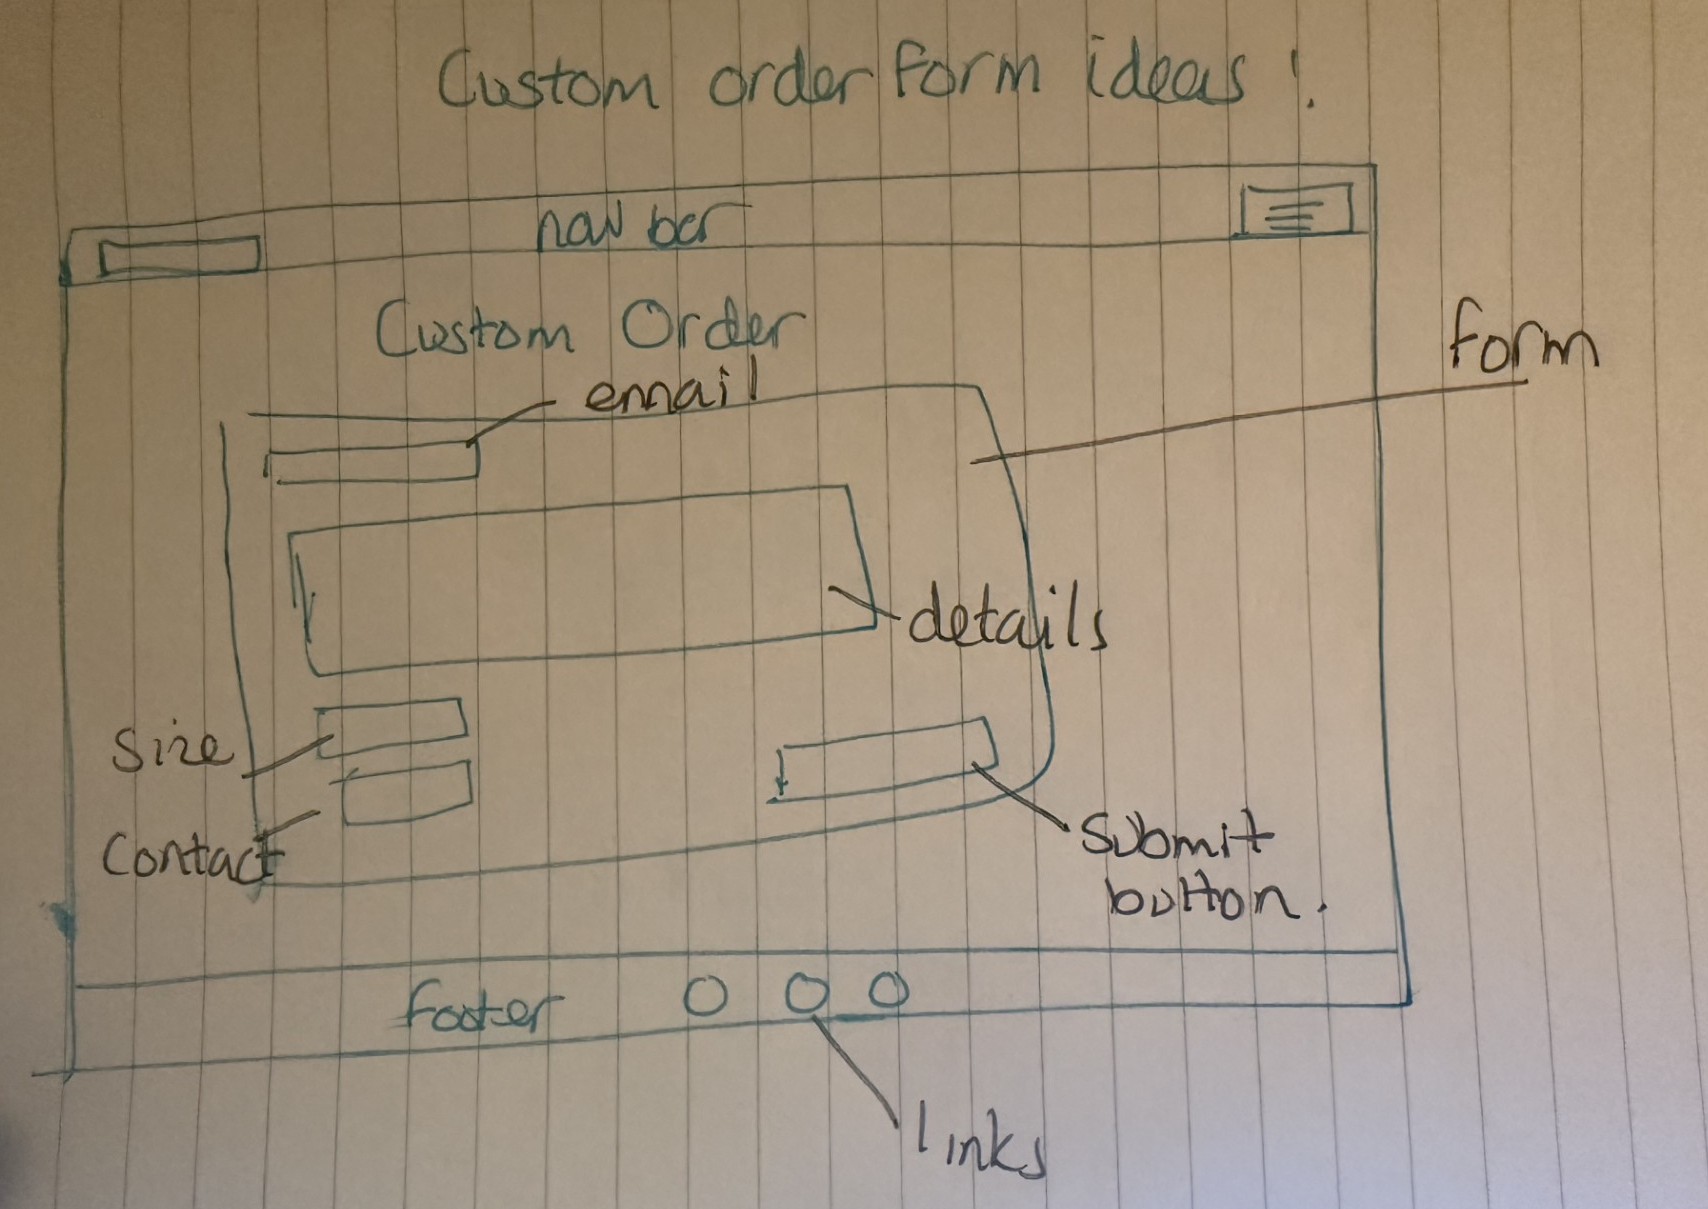 Custom order form ideas!
nav bar
Custom Order
email
form
details
Size
Contact
Submit
button.
footer
links